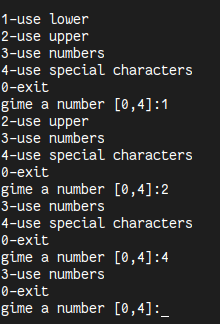 1-use lower
2-use upper
3-use numbers
4-use special characters
0-exit
gime a number [0,4]:1
2-use upper
3-use numbers
4-use special characters
0-exit
gime a number [0,4]:2
3-use numbers
4-use special characters
0-exit
gime a number [0,4]:4
3-use numbers
0-exit
gime a number [0,4]:_